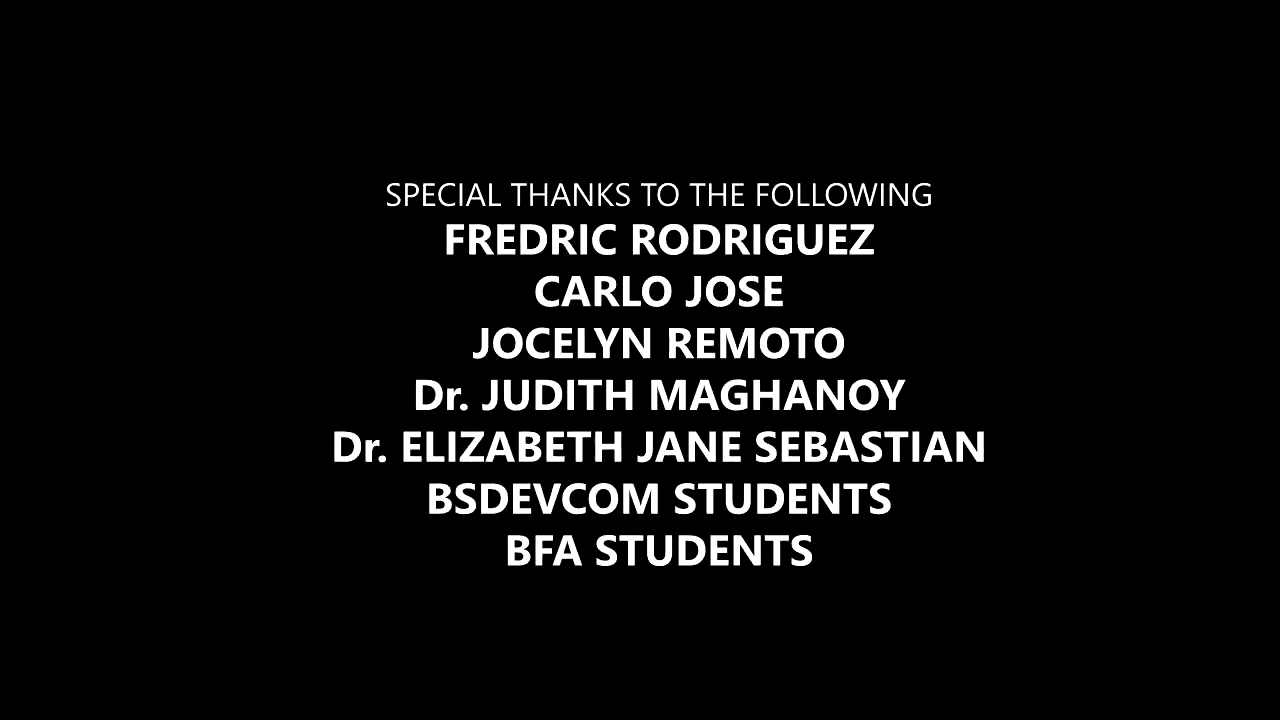 SPECIAL THANKS TO THE FOLLOWING
FREDRIC RODRIGUEZ
CARLO JOSE
JOCELYN REMOTO
Dr. JUDITH MAGHANOY
Dr. ELIZABETH JANE SEBASTIAN
BSDEVCOM STUDENTS
BFA STUDENTS